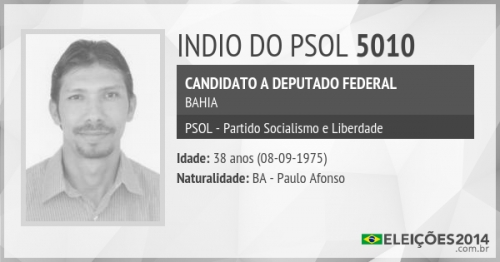 INDIO DO PSOL 5010
CANDIDATO A DEPUTADO FEDERAL
BAHIA
PSOL - Partido Socialismo e Liberdade
Idade: 38 anos (08-09-1975)
Naturalidade: BA - Paulo Afonso
ELEIÇÕES2014
.com.br